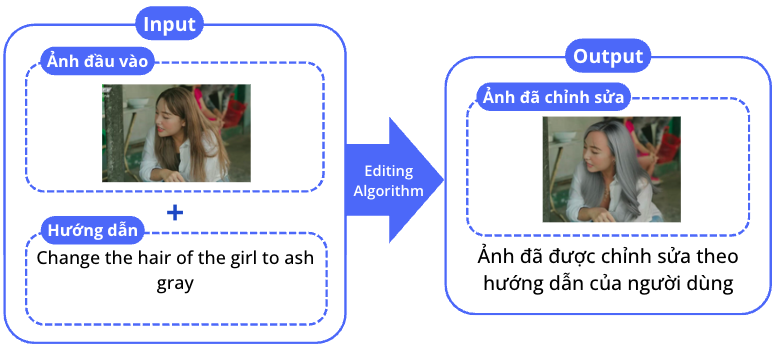 Input
Ảnh đầu vào
+
Hướng dẫn
Change the hair of the girl to ash
gray
Editing
Algorithm
Output
Ảnh đã chỉnh sửa
Ảnh đã được chỉnh sửa theo
hướng dẫn của người dùng